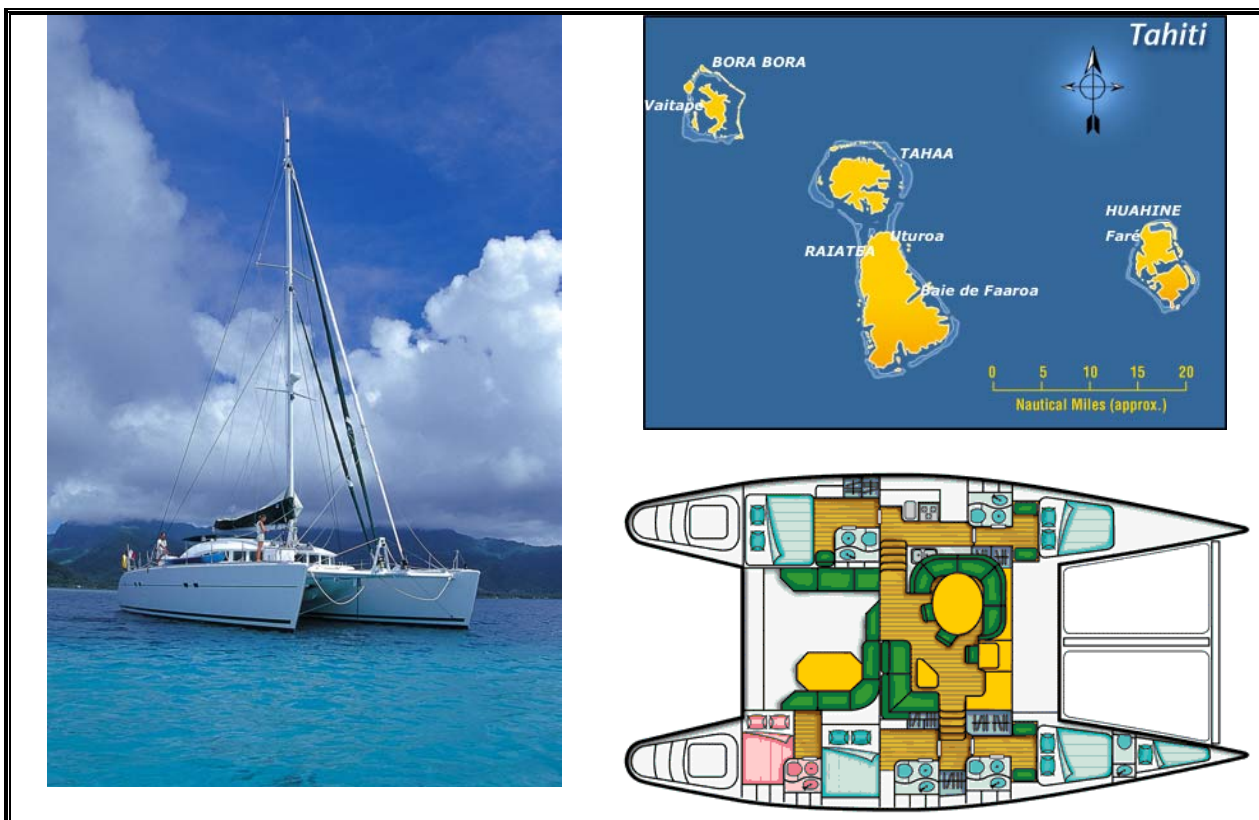 Tahiti
BORA BORA
Vaitape
TAHAA
HUAHINE
Uturoa
Faré
RAIATEA
Baie de Faaroa
0 5 10 15 20
Nautical Miles (approx.)